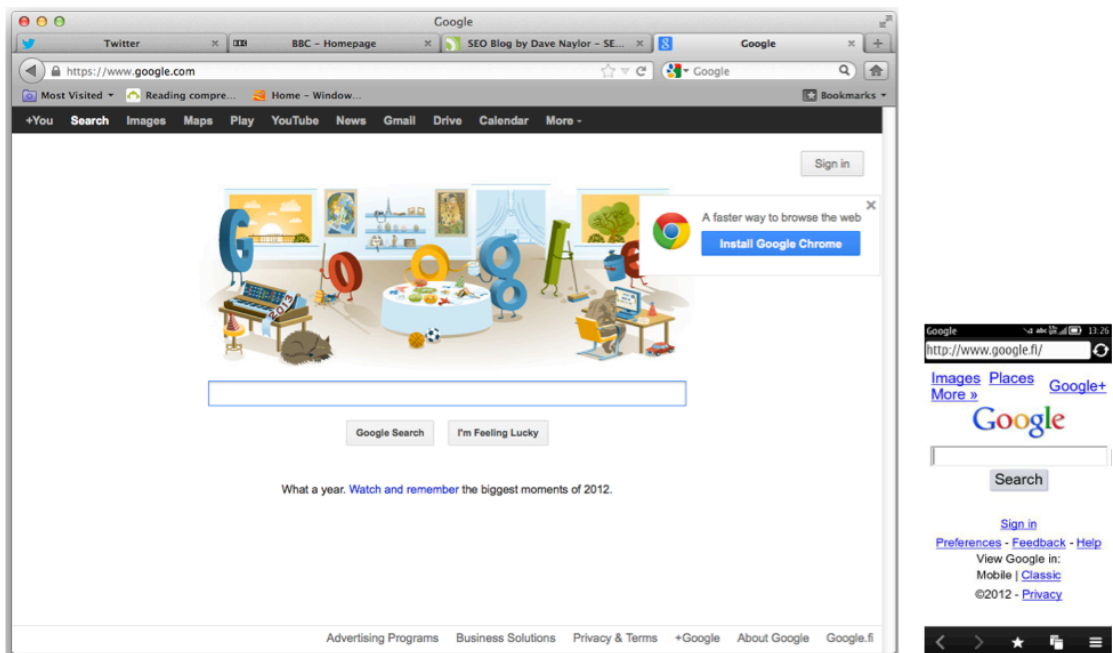 Google
Twitter
BBC – Homepage
SEO Blog by Dave Naylor – SE...
Google
https://www.google.com
Google
Most Visited
Reading compre...
Home – Window...
Bookmarks
+You Search Images Maps Play YouTube News Gmail Drive Calendar More
Sign in
A faster way to browse the web
Install Google Chrome
Google
2013
Google Search
I'm Feeling Lucky
What a year. Watch and remember the biggest moments of 2012.
Advertising Programs Business Solutions Privacy & Terms +Google About Google Google.fi
Google abc 13:26
http://www.google.fi/
Images Places Google+
More »
Google
Search
Sign in
Preferences - Feedback - Help
View Google in:
Mobile | Classic
©2012 - Privacy